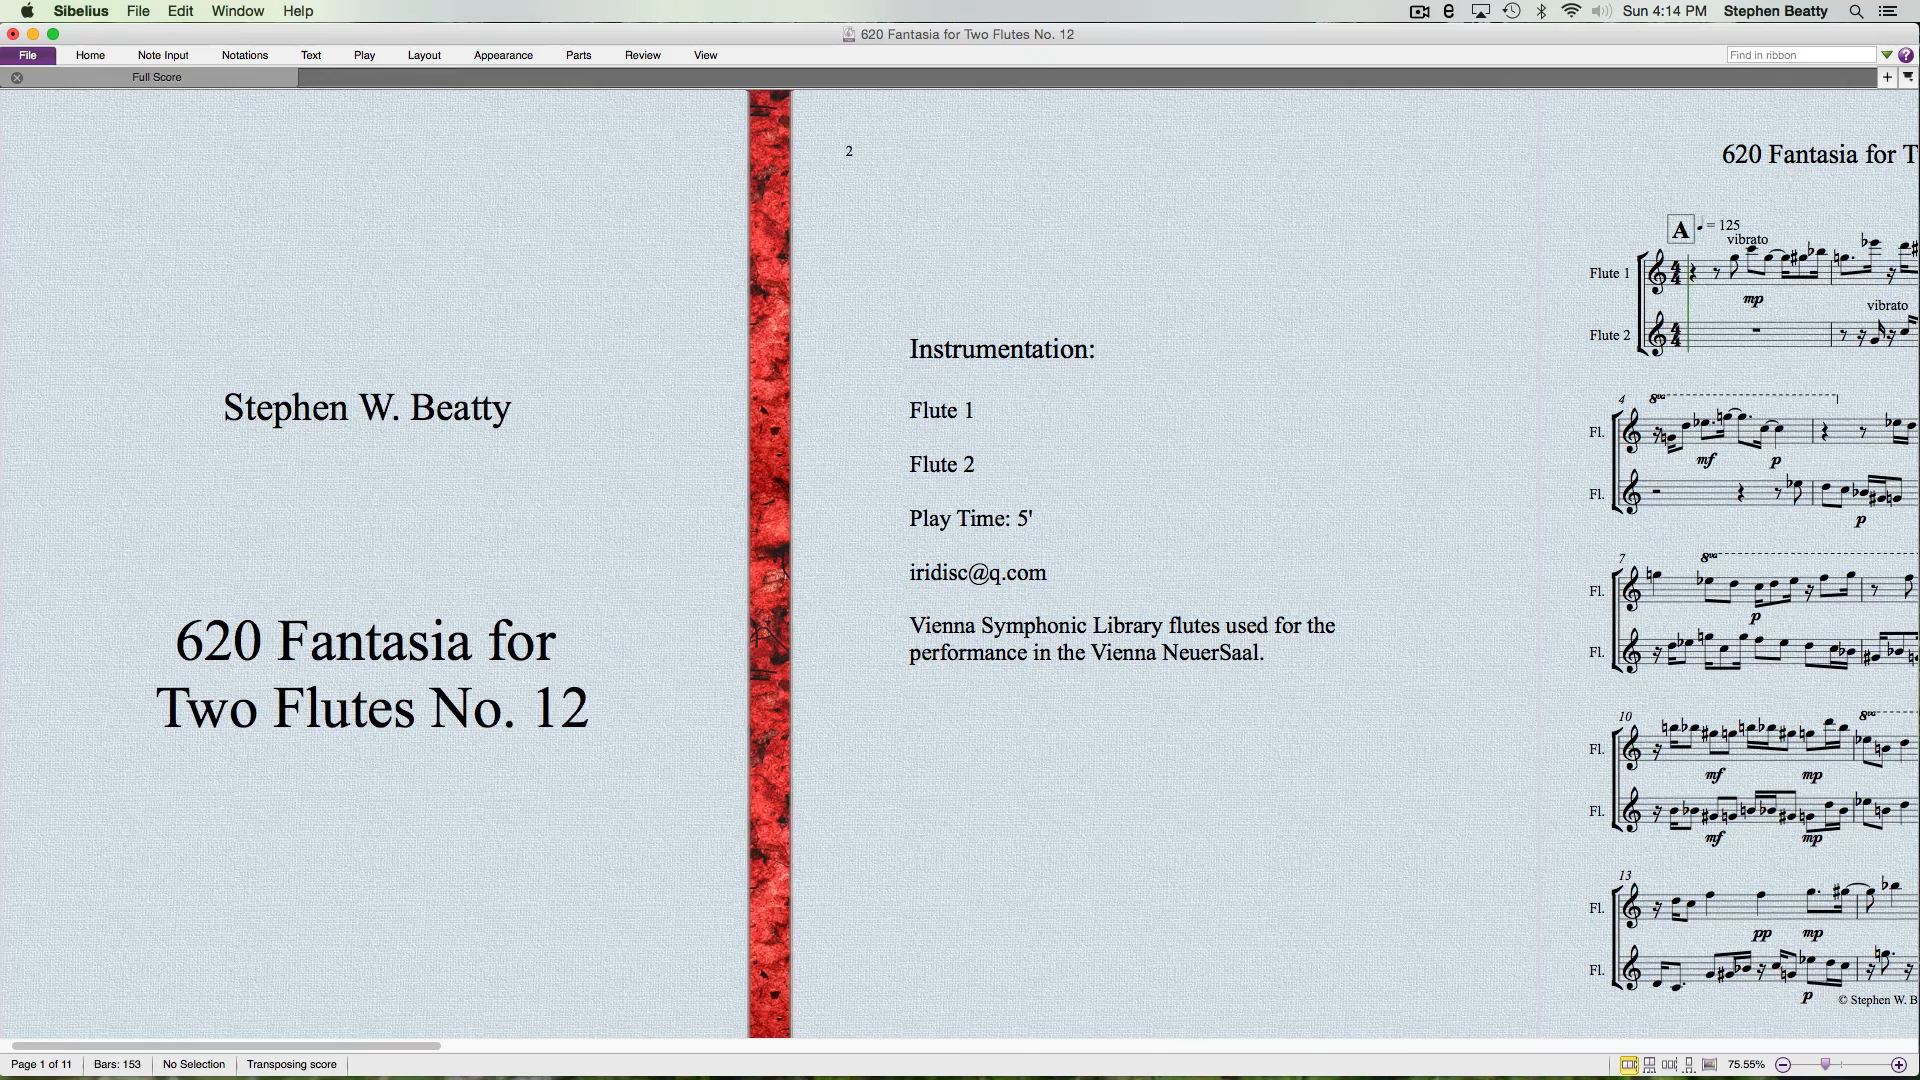 Sibelius File Edit Window Help
Sun 4:14 PM Stephen Beatty
620 Fantasia for Two Flutes No. 12
File Home Note Input Notations Text Play Layout Appearance Parts Review View
Find in ribbon
?
Full Score
+
Stephen W. Beatty
620 Fantasia for
Two Flutes No. 12
2
Instrumentation:
Flute 1
Flute 2
Play Time: 5'
iridisc@q.com
Vienna Symphonic Library flutes used for the
performance in the Vienna NeuerSaal.
620 Fantasia for T
A
= 125
vibrato
Flute 1
mp
vibrato
Flute 2
4
8va
Fl.
mf p
Fl.
p
7
8va
Fl.
p
Fl.
10
8va
Fl.
mf mp
Fl.
mf mp
13
Fl.
pp mp
Fl.
p
© Stephen W. B
Page 1 of 11 Bars: 153 No Selection Transposing score
75.55%